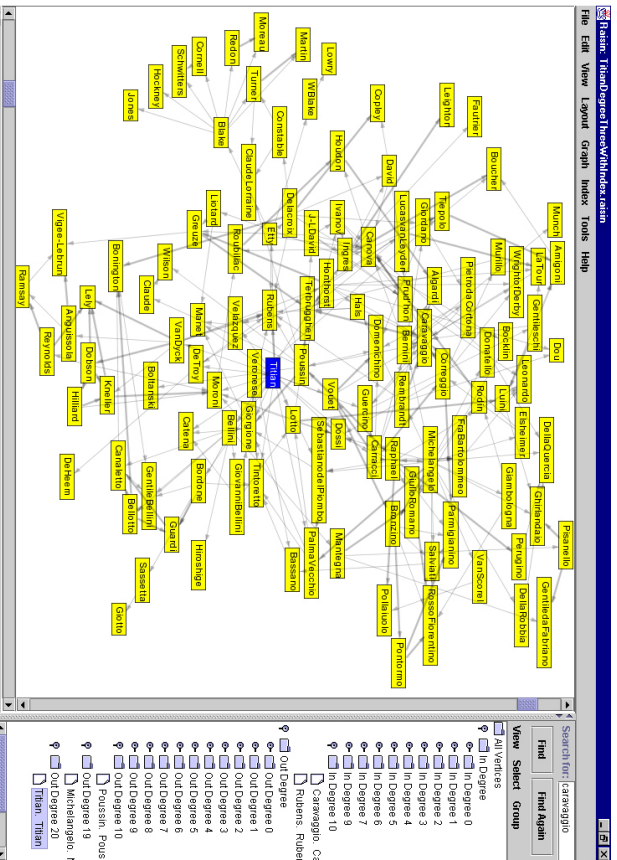 Raisin: TitianDegreeThreeWithIndex.raisin
File Edit View Layout Graph Index Tools Help
Munch
Amigoni
Dou
DellaQuercia
Pisanello
LaTour
Gentileschi
Leonardo
Ghirlandaio
GentiledaFabriano
WrightofDerby
Bocklin
Luini
Elsheimer
Giambologna
Perugino
DellaRobbia
Murillo
Donatello
Rodin
VanScorel
Boucher
PietrodaCortona
FraBartolommeo
Parmigianino
Fautrier
Leighton
Tiepolo
Giordano
Algardi
Correggio
Michelangelo
Salviati
RossoFiorentino
LucasvanLeyden
Prud'hon
Caravaggio
Bernini
Rembrandt
GiulioRomano
Pontormo
Copley
David
Canova
Domenichino
Guercino
Carracci
Raphael
Bronzino
Pollaiuolo
Houdon
Ivanov
Ingres
Hals
Vouet
Dossi
Mantegna
Lowry
J-LDavid
Honthorst
Terbrugghen
Poussin
SebastianodelPiombo
PalmaVecchio
Martin
WBlake
Delacroix
Lotto
Bassano
Constable
Etty
Rubens
Titian
Moreau
Turner
ClaudeLorraine
Veronese
Giorgione
Tintoretto
Redon
Roubiliac
Velazquez
Bellini
GiovanniBellini
Blake
Liotard
Moroni
Cornell
Greuze
Manet
DeTroy
Bordone
Hiroshige
Schwitters
VanDyck
Catena
Guardi
Hockney
Wilson
Claude
Boltanski
GentileBellini
Sassetta
Jones
Bonington
Canaletto
Bellotto
Giotto
Lely
Dobson
Kneller
Vigee-Lebrun
Anguissola
Hilliard
DeHeem
Ramsay
Reynolds
Search for: caravaggio
Find Find Again
View Select Group
All Vertices
In Degree
In Degree 0
In Degree 1
In Degree 2
In Degree 3
In Degree 4
In Degree 5
In Degree 6
In Degree 7
In Degree 9
In Degree 10
Caravaggio. Ca
Rubens. Ruber
Out Degree
Out Degree 0
Out Degree 1
Out Degree 2
Out Degree 3
Out Degree 4
Out Degree 5
Out Degree 6
Out Degree 7
Out Degree 8
Out Degree 9
Out Degree 10
Poussin. Pous
Out Degree 19
Michelangelo.
Out Degree 20
Titian. Titian